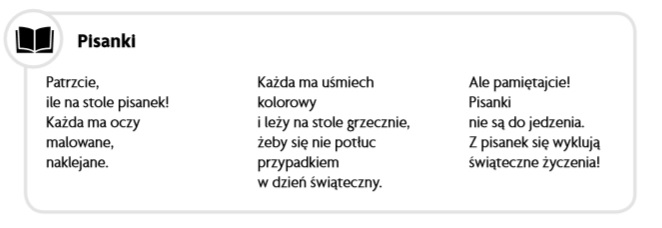 Pisanki
Patrzcie,
ile na stole pisanek!
Każda ma oczy
malowane,
naklejane.
Każda ma uśmiech
kolorowy
i leży na stole grzecznie,
żeby się nie potłuc
przypadkiem
w dzień świąteczny.
Ale pamiętajcie!
Pisanki
nie są do jedzenia.
Z pisanek się wyklują
świąteczne życzenia!